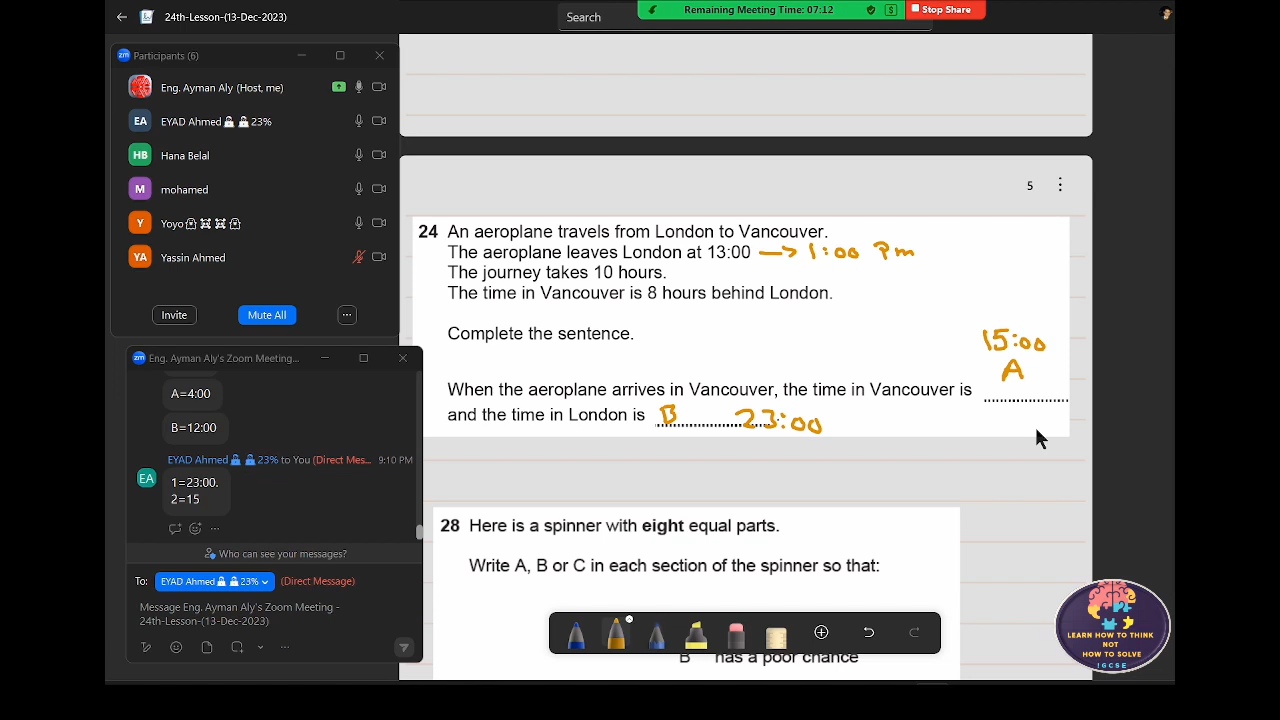 24th-Lesson-(13-Dec-2023)
Search
Remaining Meeting Time: 07:12
Stop Share
zm Participants (6)
Eng. Ayman Aly (Host, me)
EA EYAD Ahmed 23%
HB Hana Belal
M mohamed
Y Yoyo
YA Yassin Ahmed
Invite
Mute All
...
zm Eng. Ayman Aly's Zoom Meeting...
A=4:00
B=12:00
EYAD Ahmed 23% to You (Direct Mes... 9:10 PM
EA
1=23:00.
2=15
Who can see your messages?
To: EYAD Ahmed 23% (Direct Message)
Message Eng. Ayman Aly's Zoom Meeting -
24th-Lesson-(13-Dec-2023)
5
24 An aeroplane travels from London to Vancouver.
The aeroplane leaves London at 13:00 → 1:00 Pm
The journey takes 10 hours.
The time in Vancouver is 8 hours behind London.
Complete the sentence.
15:00
A
When the aeroplane arrives in Vancouver, the time in Vancouver is
and the time in London is B 23:00
28 Here is a spinner with eight equal parts.
Write A, B or C in each section of the spinner so that:
B has a poor chance
LEARN HOW TO THINK
NOT
HOW TO SOLVE
IGCSE